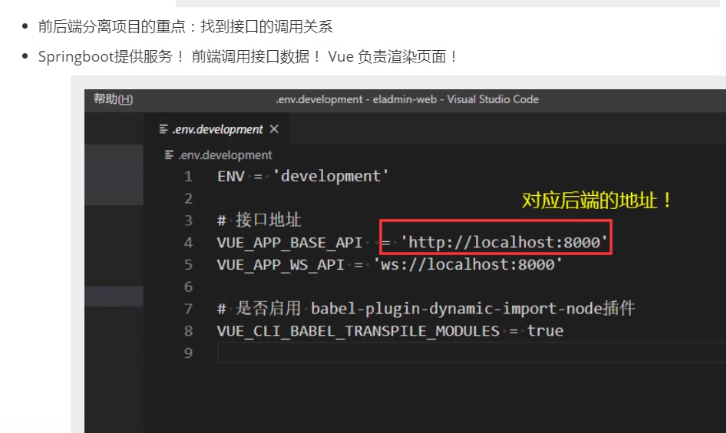 前后端分离项目的重点：找到接口的调用关系
Springboot提供服务！ 前端调用接口数据！ Vue 负责渲染页面！
帮助(H) .env.development - eladmin-web - Visual Studio Code
.env.development ×
.env.development
1 ENV = 'development'
2 对应后端的地址！
3 # 接口地址
4 VUE_APP_BASE_API = 'http://localhost:8000'
5 VUE_APP_WS_API = 'ws://localhost:8000'
6
7 # 是否启用 babel-plugin-dynamic-import-node插件
8 VUE_CLI_BABEL_TRANSPILE_MODULES = true
9